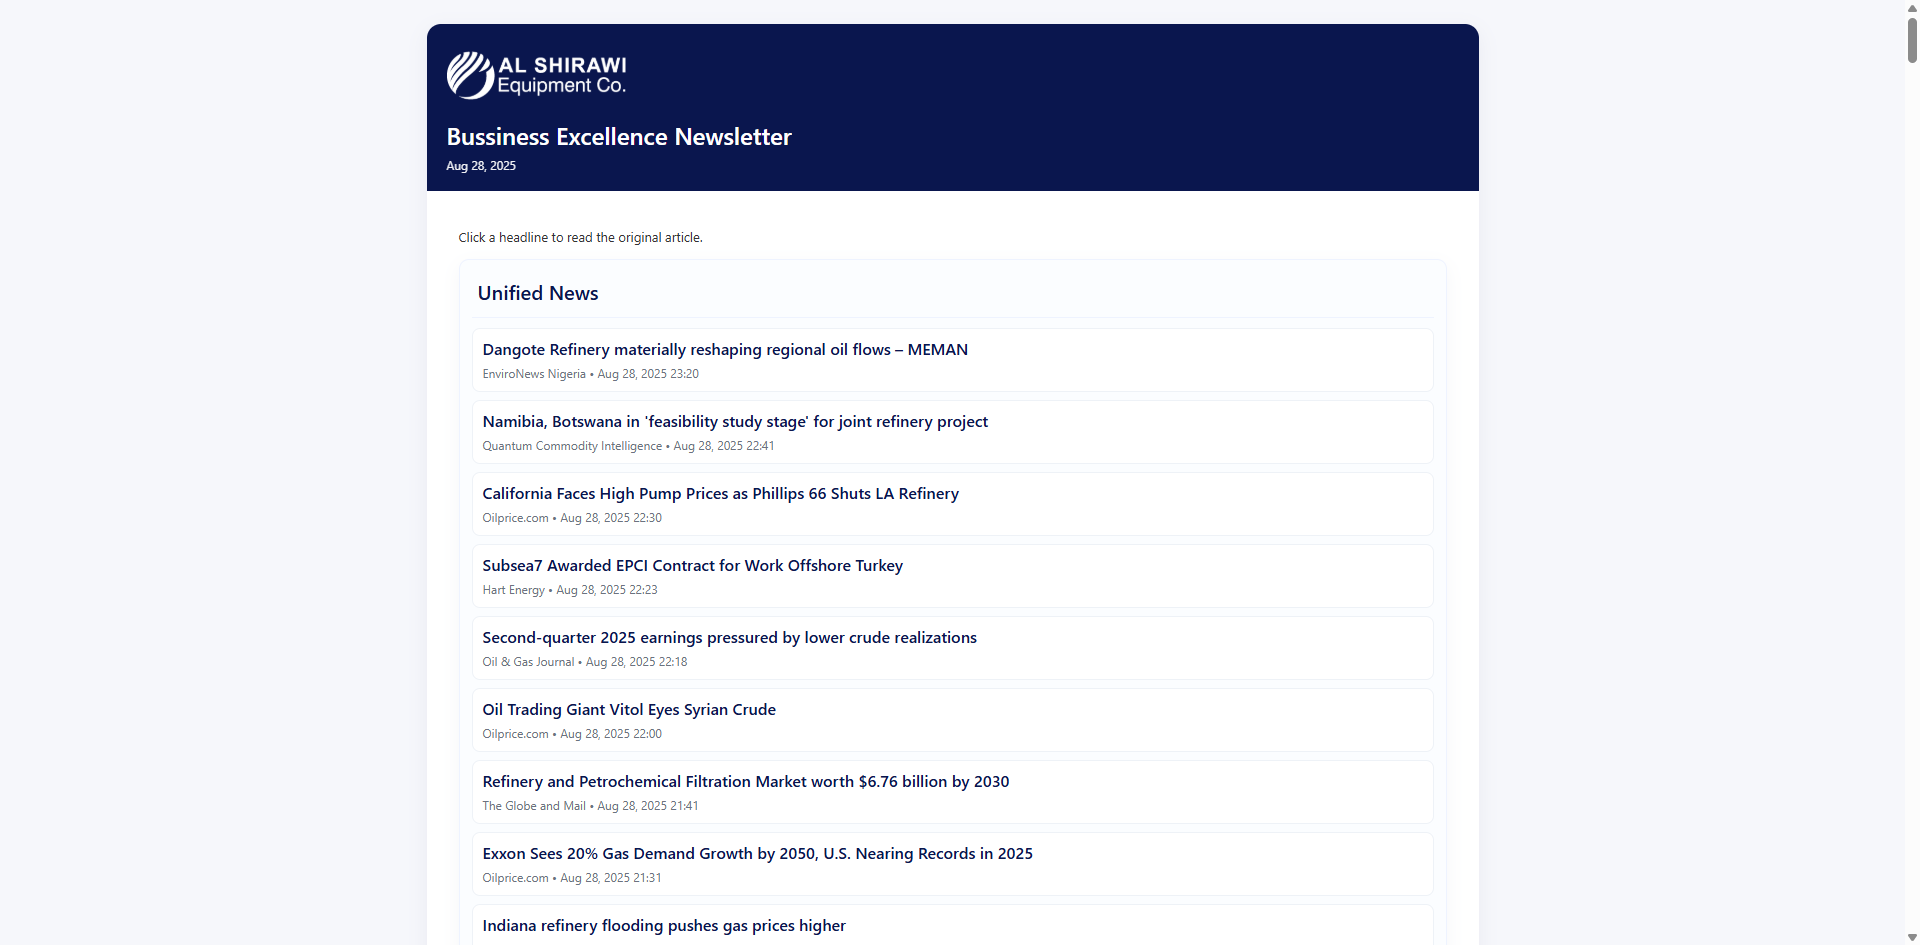 AL SHIRAWI
Equipment Co.
Bussiness Excellence Newsletter
Aug 28, 2025
Click a headline to read the original article.
Unified News
Dangote Refinery materially reshaping regional oil flows – MEMAN
EnviroNews Nigeria • Aug 28, 2025 23:20
Namibia, Botswana in 'feasibility study stage' for joint refinery project
Quantum Commodity Intelligence • Aug 28, 2025 22:41
California Faces High Pump Prices as Phillips 66 Shuts LA Refinery
Oilprice.com • Aug 28, 2025 22:30
Subsea7 Awarded EPCI Contract for Work Offshore Turkey
Hart Energy • Aug 28, 2025 22:23
Second-quarter 2025 earnings pressured by lower crude realizations
Oil & Gas Journal • Aug 28, 2025 22:18
Oil Trading Giant Vitol Eyes Syrian Crude
Oilprice.com • Aug 28, 2025 22:00
Refinery and Petrochemical Filtration Market worth $6.76 billion by 2030
The Globe and Mail • Aug 28, 2025 21:41
Exxon Sees 20% Gas Demand Growth by 2050, U.S. Nearing Records in 2025
Oilprice.com • Aug 28, 2025 21:31
Indiana refinery flooding pushes gas prices higher